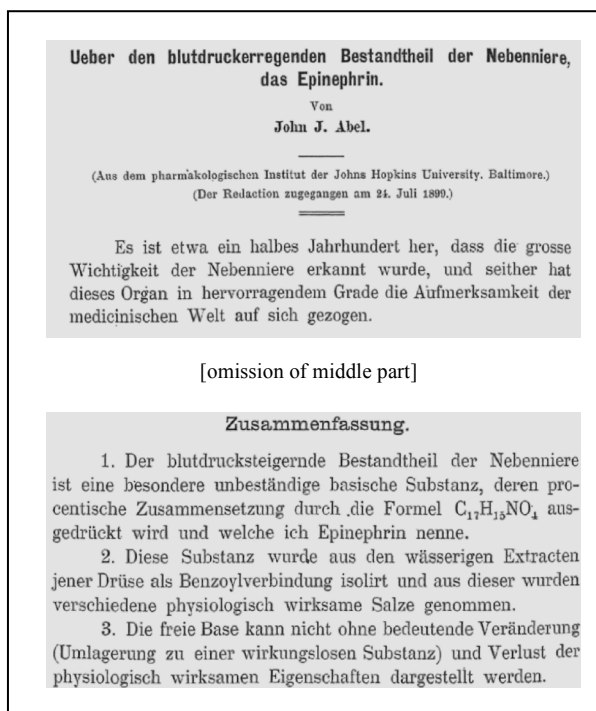 Ueber den blutdruckerregenden Bestandtheil der Nebenniere,
das Epinephrin.
Von
John J. Abel.
(Aus dem pharmakologischen Institut der Johns Hopkins University. Baltimore.)
(Der Redaction zugegangen am 24. Juli 1899.)
Es ist etwa ein halbes Jahrhundert her, dass die grosse
Wichtigkeit der Nebenniere erkannt wurde, und seither hat
dieses Organ in hervorragendem Grade die Aufmerksamkeit der
medicinischen Welt auf sich gezogen.
[omission of middle part]
Zusammenfassung.
1. Der blutdrucksteigernde Bestandtheil der Nebenniere
ist eine besondere unbeständige basische Substanz, deren pro-
centische Zusammensetzung durch die Formel C₁₇H₁₅NO₄ aus-
gedrückt wird und welche ich Epinephrin nenne.
2. Diese Substanz wurde aus den wässerigen Extracten
jener Drüse als Benzoylverbindung isolirt und aus dieser wurden
verschiedene physiologisch wirksame Salze genommen.
3. Die freie Base kann nicht ohne bedeutende Veränderung
(Umlagerung zu einer wirkungslosen Substanz) und Verlust der
physiologisch wirksamen Eigenschaften dargestellt werden.